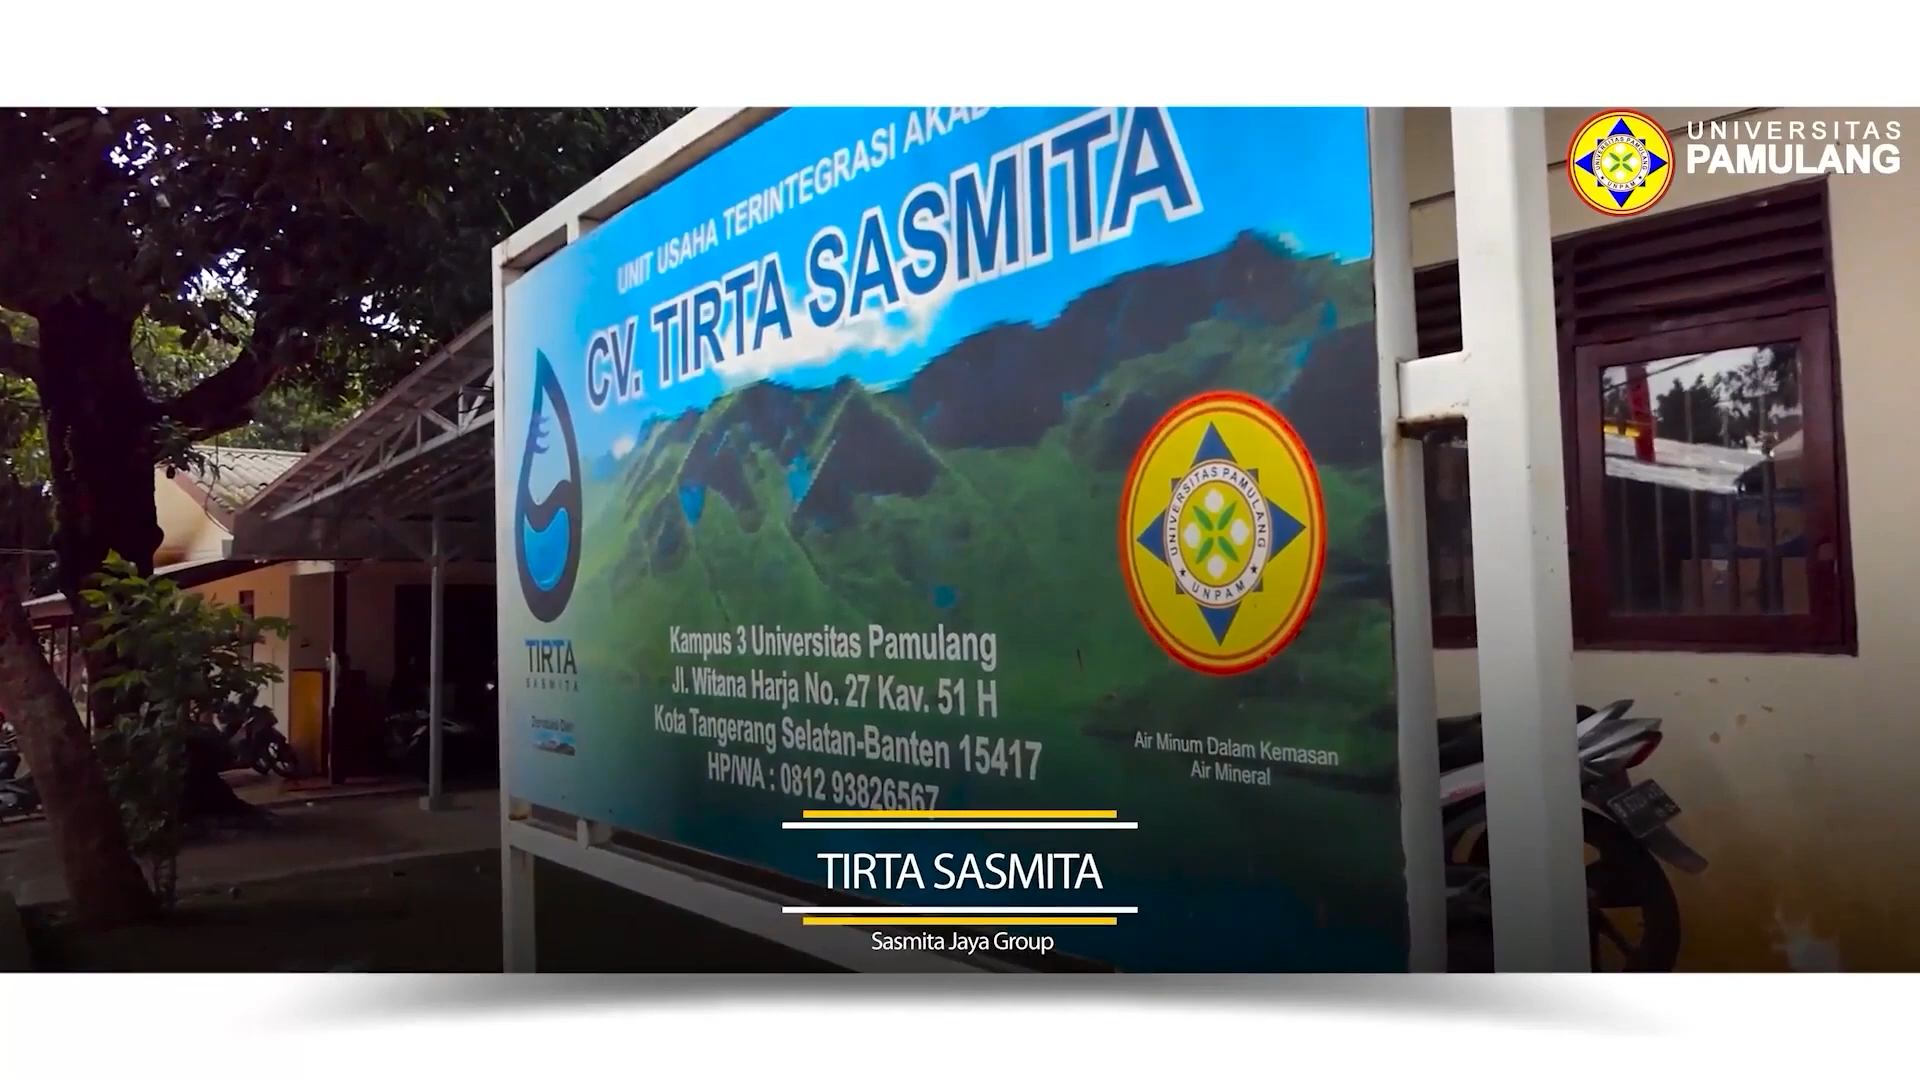 UNIVERSITAS
PAMULANG
UNIT USAHA TERINTEGRASI
CV. TIRTA SASMITA
UNIVERSITAS PAMULANG
UNPAM
TIRTA
SASMITA
Kampus 3 Universitas Pamulang
Jl. Witana Harja No. 27 Kav. 51 H
Kota Tangerang Selatan-Banten 15417
HP/WA : 0812 93826567
Air Minum Dalam Kemasan
Air Mineral
TIRTA SASMITA
Sasmita Jaya Group